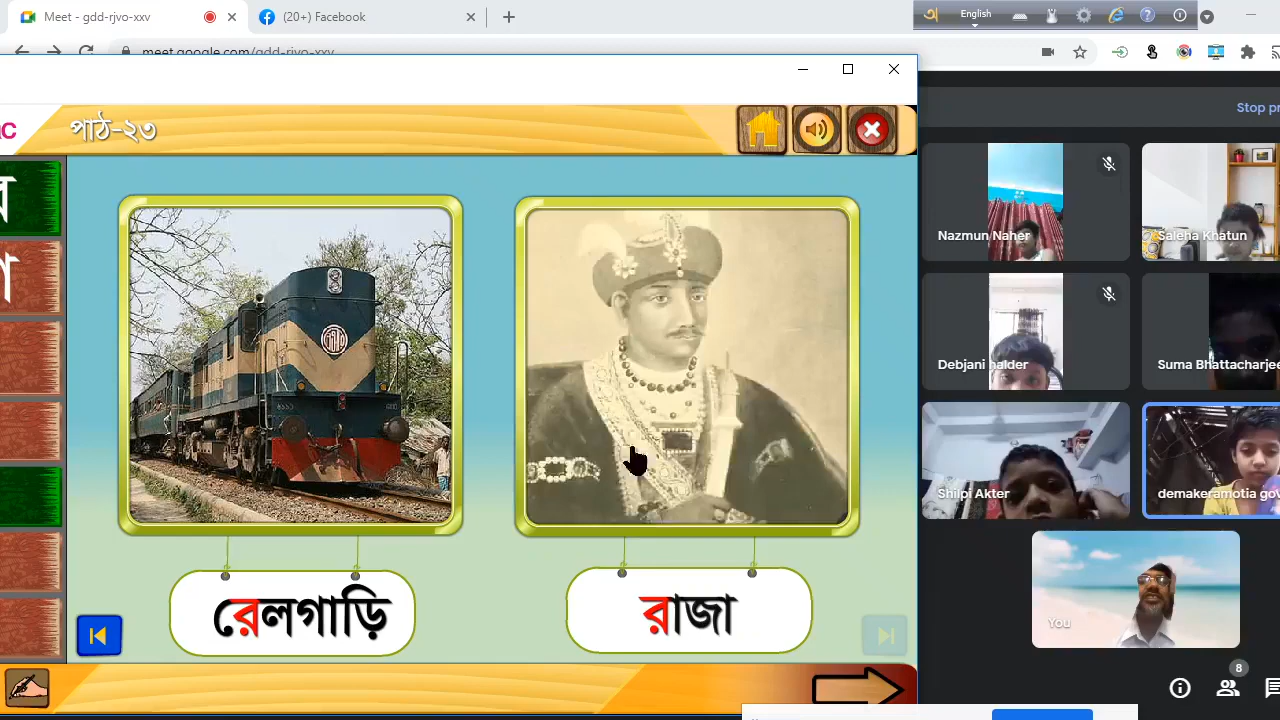 Meet - gdd-rjvo-xxv
(20+) Facebook
English
meet.google.com/gdd-rjvo-xxv
Stop pr
পাঠ-২৩
Nazmun Naher
Saleha Khatun
Debjani halder
Suma Bhattacharjee
Shilpi Akter
demakeramotia gov
You
রেলগাড়ি
রাজা
8